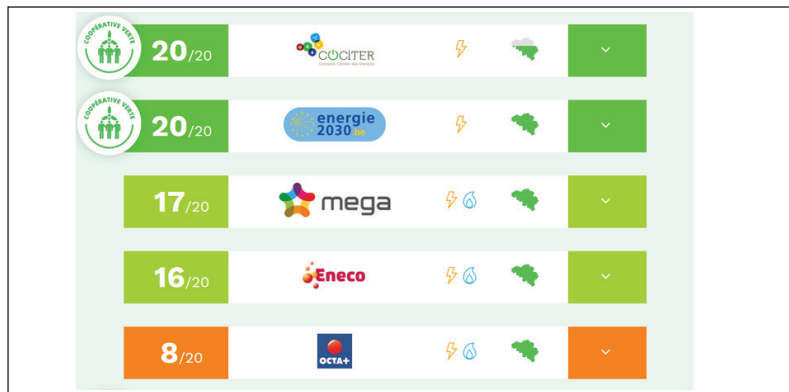 COOPÉRATIVE VERTE
20/20
COCITER
Comptoir Citoyen des Énergies
COOPÉRATIVE VERTE
20/20
energie
2030.be
17/20
mega
16/20
Eneco
8/20
OCTA+